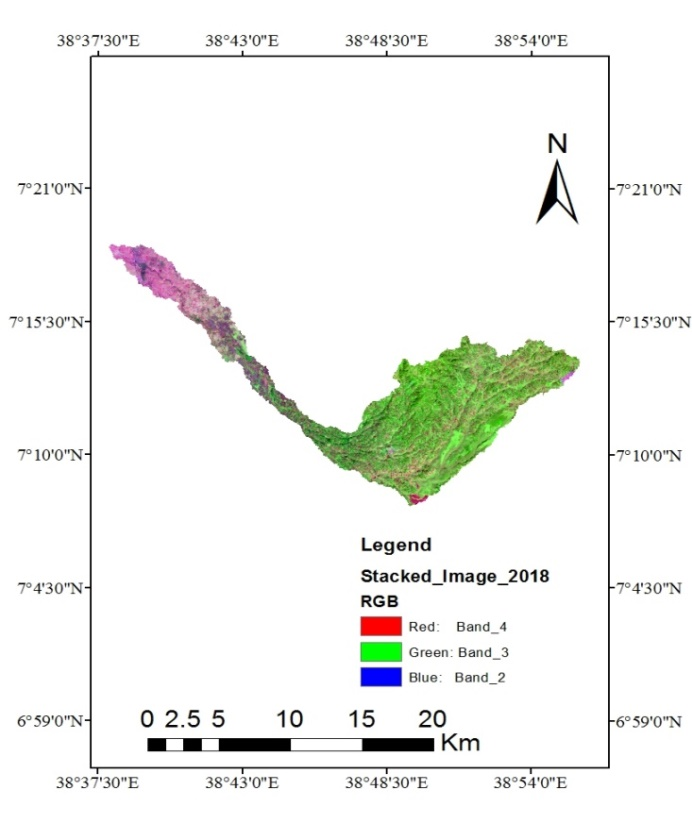 38°37'30"E 38°43'0"E 38°48'30"E 38°54'0"E
N
7°21'0"N 7°21'0"N
7°15'30"N 7°15'30"N
7°10'0"N 7°10'0"N
Legend
Stacked_Image_2018
7°4'30"N 7°4'30"N
RGB
Red: Band_4
Green: Band_3
Blue: Band_2
6°59'0"N 6°59'0"N
0 2.5 5 10 15 20
Km
38°37'30"E 38°43'0"E 38°48'30"E 38°54'0"E